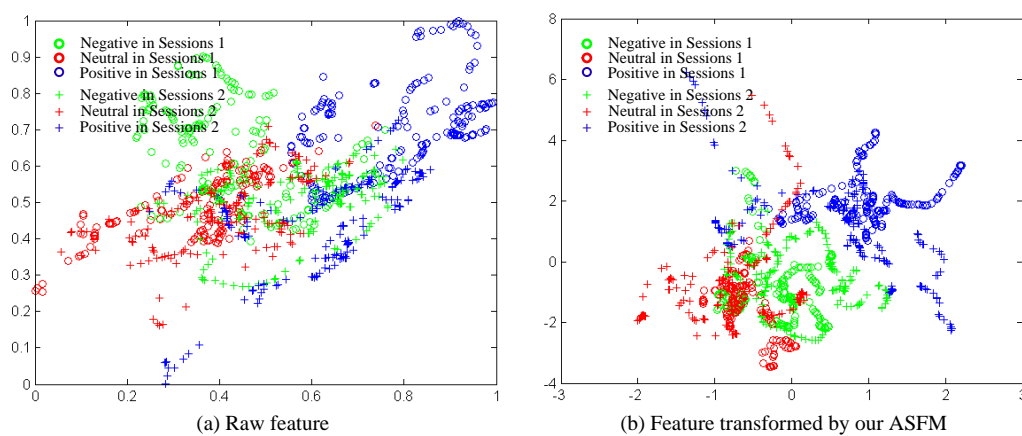 (a)
1
0.9
0.8
0.7
0.6
0.5
0.4
0.3
0.2
0.1
0
0 0.2 0.4 0.6 0.8 1
Negative in Sessions 1
Neutral in Sessions 1
Positive in Sessions 1
Negative in Sessions 2
Neutral in Sessions 2
Positive in Sessions 2
(a) Raw feature
(b)
8
6
4
2
0
-2
-4
-3 -2 -1 0 1 2 3
Negative in Sessions 1
Neutral in Sessions 1
Positive in Sessions 1
Negative in Sessions 2
Neutral in Sessions 2
Positive in Sessions 2
(b) Feature transformed by our ASFM